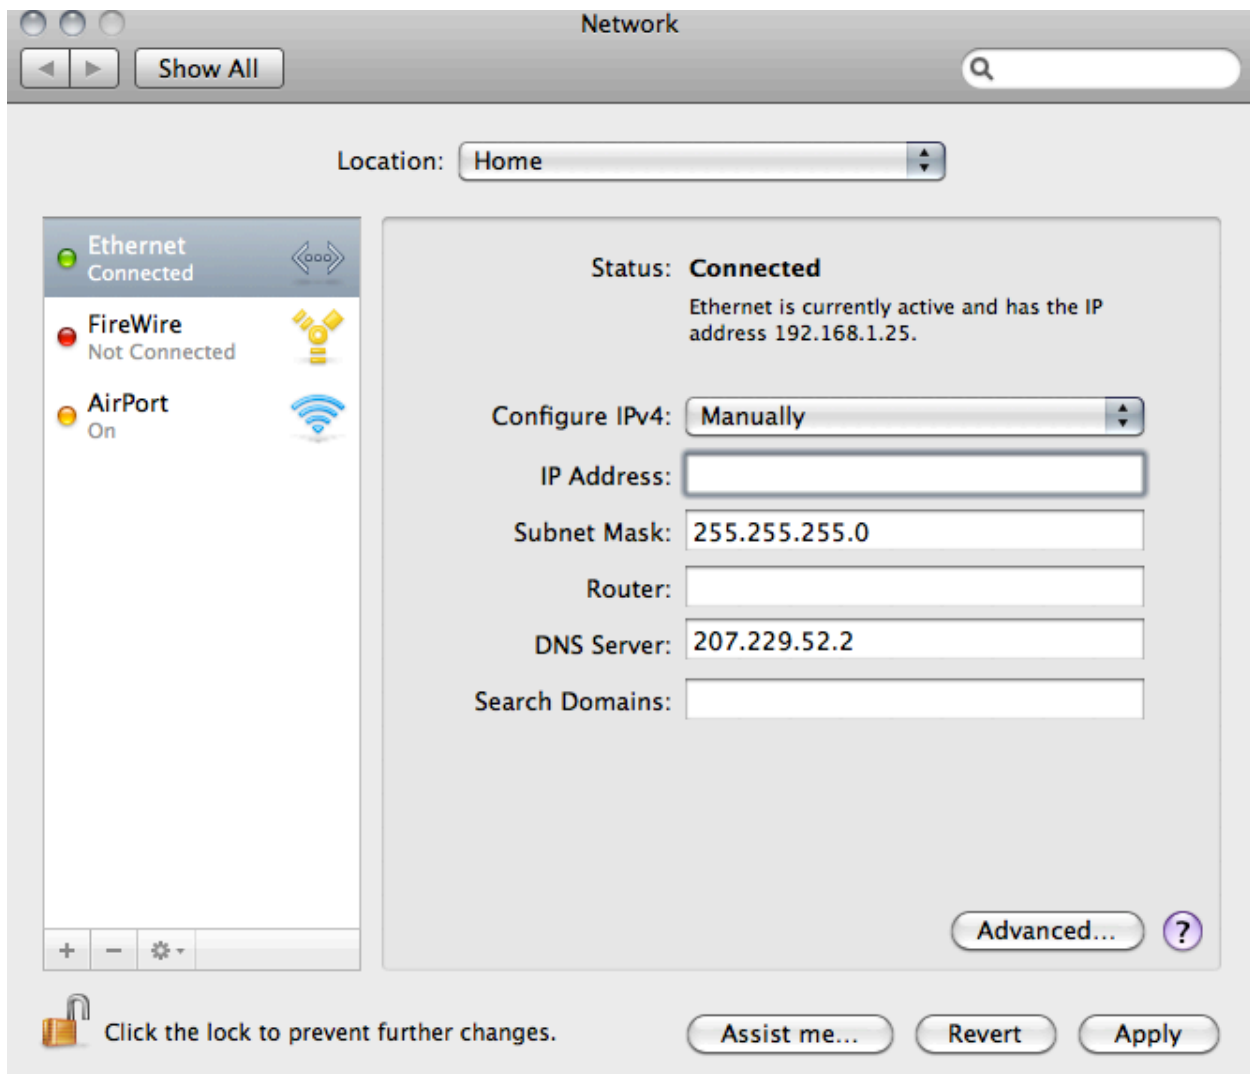 Network
Show All
Location: Home
Ethernet
Connected
FireWire
Not Connected
AirPort
On
Status: Connected
Ethernet is currently active and has the IP
address 192.168.1.25.
Configure IPv4: Manually
IP Address:
Subnet Mask: 255.255.255.0
Router:
DNS Server: 207.229.52.2
Search Domains:
Advanced... ?
+ −
Click the lock to prevent further changes.
Assist me... Revert Apply